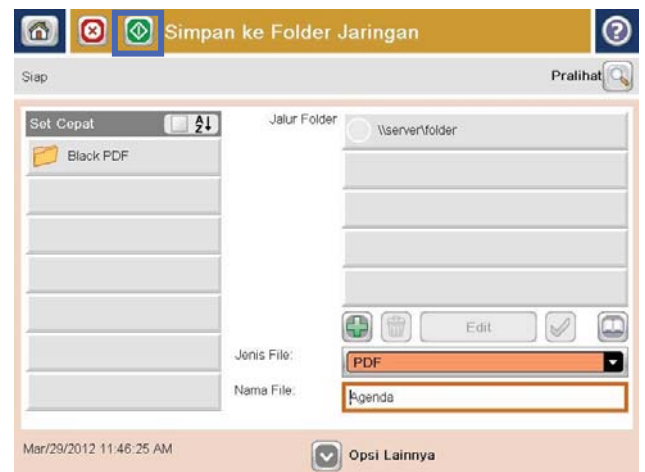 Simpan ke Folder Jaringan
?
Siap
Pralihat
Set Cepat
A
Z
Jalur Folder
\\server\folder
Black PDF
Edit
Jenis File:
PDF
Nama File:
Agenda
Mar/29/2012 11:46:25 AM
Opsi Lainnya